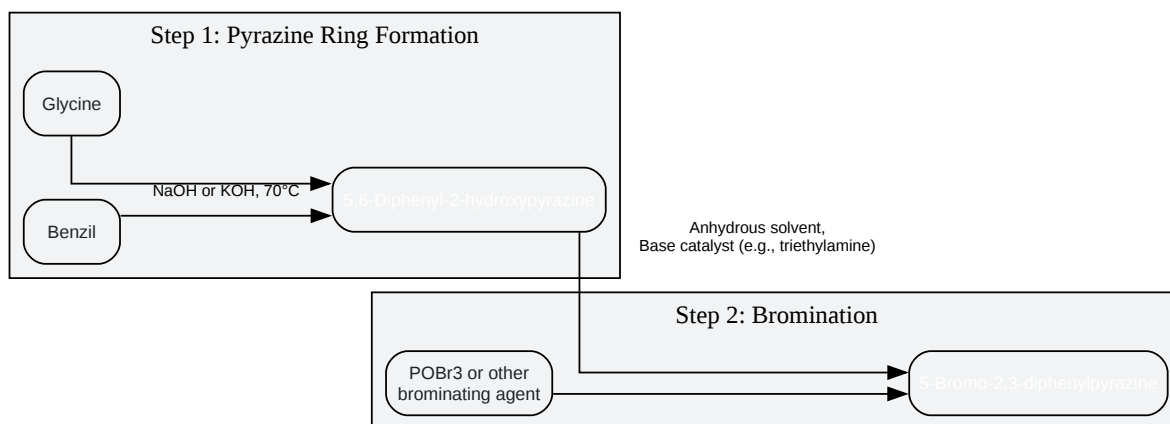 Step 1: Pyrazine Ring Formation
Glycine
NaOH or KOH, 70°C
5,6-Diphenyl-2-hydroxypyrazine
Benzil
Anhydrous solvent,
Base catalyst (e.g., triethylamine)
Step 2: Bromination
POBr3 or other
brominating agent
5-Bromo-2,3-diphenylpyrazine